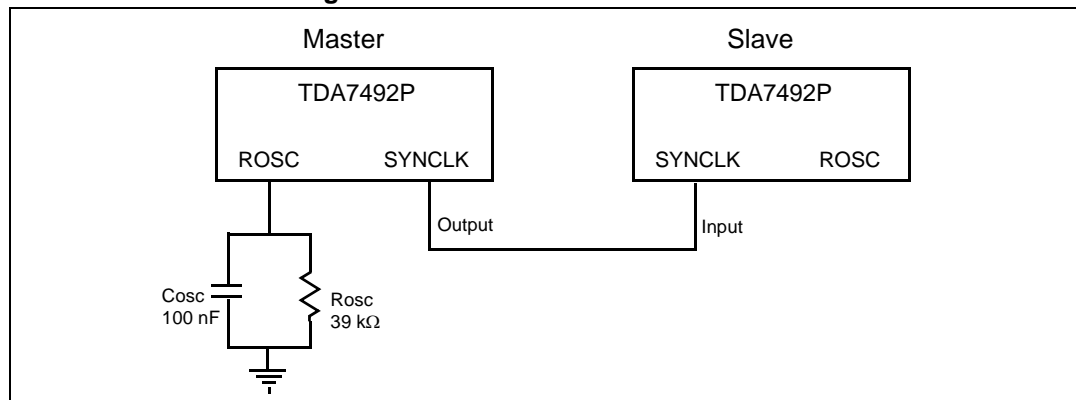 Master Slave
TDA7492P TDA7492P
ROSC SYNCLK SYNCLK ROSC
Output Input
Cosc
100 nF
Rosc
39 kΩ